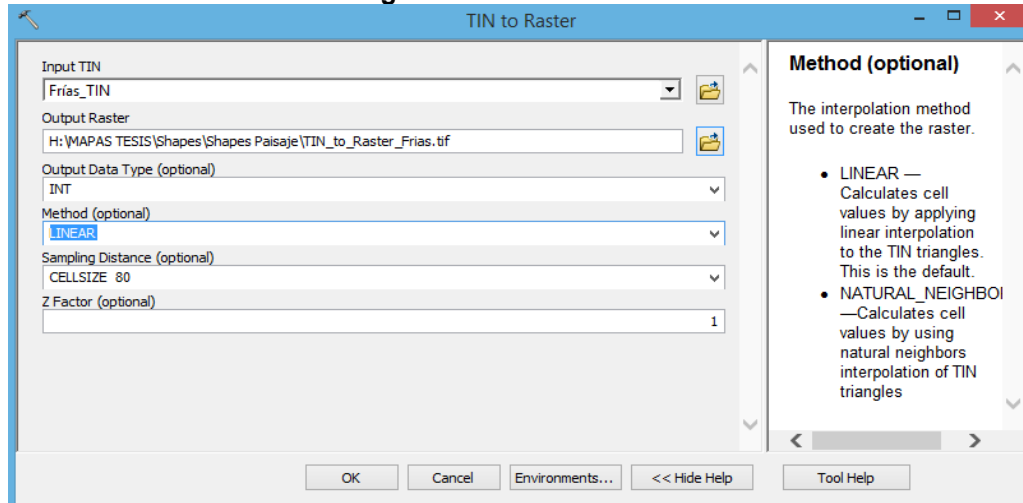 TIN to Raster
Input TIN
Frías_TIN
Output Raster
H:\MAPAS TESIS\Shapes\Shapes Paisaje\TIN_to_Raster_Frias.tif
Output Data Type (optional)
INT
Method (optional)
LINEAR
Sampling Distance (optional)
CELLSIZE 80
Z Factor (optional)
1
Method (optional)
The interpolation method
used to create the raster.
• LINEAR —
Calculates cell
values by applying
linear interpolation
to the TIN triangles.
This is the default.
• NATURAL_NEIGHBO
—Calculates cell
values by using
natural neighbors
interpolation of TIN
triangles
OK
Cancel
Environments...
<< Hide Help
Tool Help